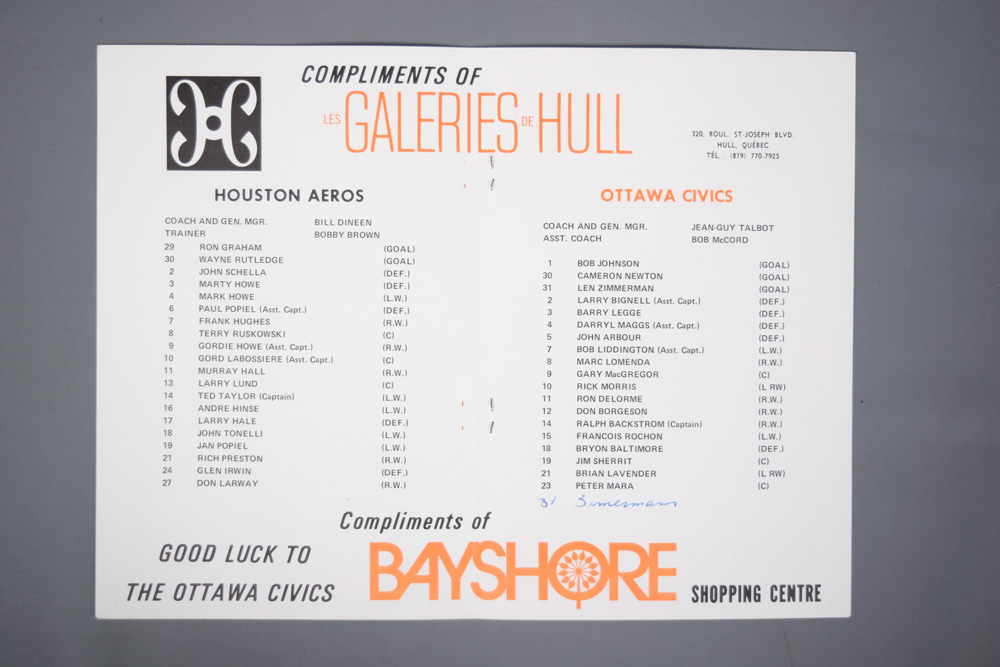 COMPLIMENTS OF
LES GALERIES DE HULL
320, BOUL. ST-JOSEPH BLVD.
HULL, QUÉBEC
TÉL.: (819) 770-7925
HOUSTON AEROS
COACH AND GEN. MGR. BILL DINEEN
TRAINER BOBBY BROWN
29 RON GRAHAM (GOAL)
30 WAYNE RUTLEDGE (GOAL)
2 JOHN SCHELLA (DEF.)
3 MARTY HOWE (DEF.)
4 MARK HOWE (L.W.)
6 PAUL POPIEL (Asst. Capt.) (DEF.)
7 FRANK HUGHES (R.W.)
8 TERRY RUSKOWSKI (C)
9 GORDIE HOWE (Asst. Capt.) (R.W.)
10 GORD LABOSSIERE (Asst. Capt.) (C)
11 MURRAY HALL (R.W.)
13 LARRY LUND (C)
14 TED TAYLOR (Captain) (L.W.)
16 ANDRE HINSE (L.W.)
17 LARRY HALE (DEF.)
18 JOHN TONELLI (L.W.)
19 JAN POPIEL (L.W.)
21 RICH PRESTON (R.W.)
24 GLEN IRWIN (DEF.)
27 DON LARWAY (R.W.)
OTTAWA CIVICS
COACH AND GEN. MGR. JEAN-GUY TALBOT
ASST. COACH BOB McCORD
1 BOB JOHNSON (GOAL)
30 CAMERON NEWTON (GOAL)
31 LEN ZIMMERMAN (GOAL)
2 LARRY BIGNELL (Asst. Capt.) (DEF.)
3 BARRY LEGGE (DEF.)
4 DARRYL MAGGS (Asst. Capt.) (DEF.)
5 JOHN ARBOUR (DEF.)
7 BOB LIDDINGTON (Asst. Capt.) (L.W.)
8 MARC LOMENDA (R.W.)
9 GARY MacGREGOR (C)
10 RICK MORRIS (L RW)
11 RON DELORME (R.W.)
12 DON BORGESON (R.W.)
14 RALPH BACKSTROM (Captain) (R.W.)
15 FRANCOIS ROCHON (L.W.)
18 BRYON BALTIMORE (DEF.)
19 JIM SHERRIT (C)
21 BRIAN LAVENDER (L RW)
23 PETER MARA (C)
31 Zimmerman
Compliments of
GOOD LUCK TO
THE OTTAWA CIVICS
BAYSHORE SHOPPING CENTRE